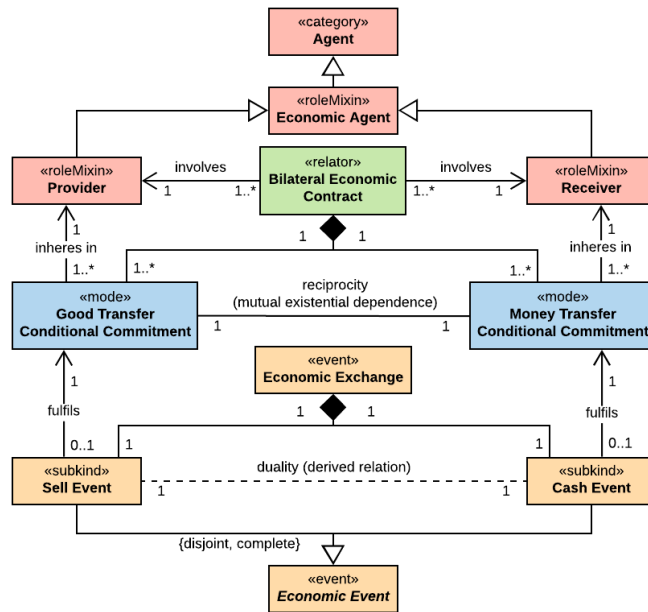 «category»
Agent
«roleMixin»
Economic Agent
«roleMixin»
Provider
involves
1
1..*
«relator»
Bilateral Economic
Contract
involves
1..*
1
«roleMixin»
Receiver
1
inheres in
1..*
1
1
1..*
1..*
1
inheres in
1..*
«mode»
Good Transfer
Conditional Commitment
reciprocity
(mutual existential dependence)
1
1
«mode»
Money Transfer
Conditional Commitment
«event»
Economic Exchange
1
fulfils
0..1
1
1
1
1
1
fulfils
0..1
«subkind»
Sell Event
duality (derived relation)
1
1
«subkind»
Cash Event
{disjoint, complete}
«event»
Economic Event